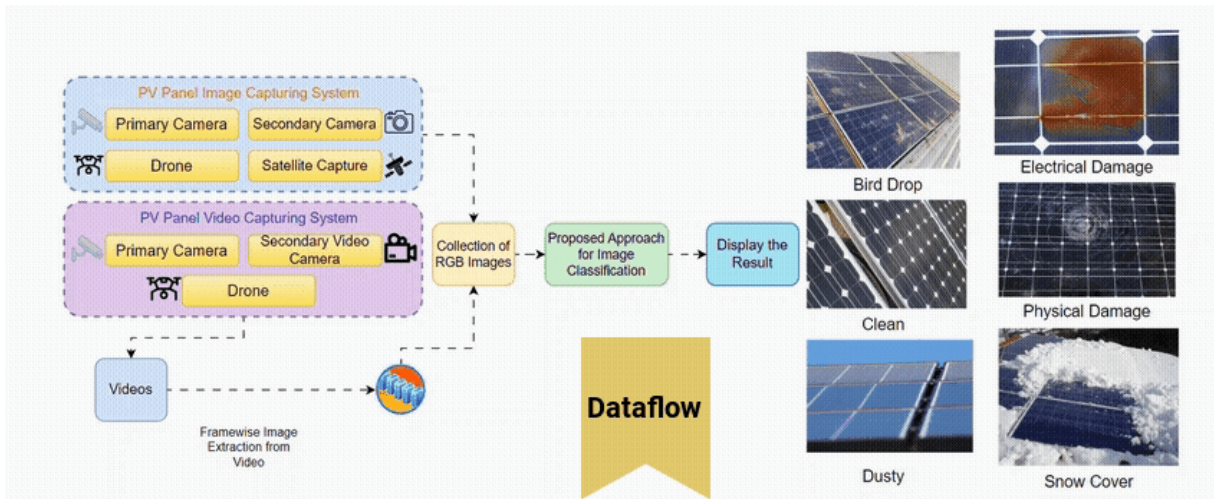 PV Panel Image Capturing System
Primary Camera
Secondary Camera
Drone
Satellite Capture
PV Panel Video Capturing System
Primary Camera
Secondary Video
Camera
Drone
Collection of
RGB Images
Proposed Approach
for Image
Classification
Display the
Result
Videos
Framewise Image
Extraction from
Video
Dataflow
Bird Drop
Electrical Damage
Clean
Physical Damage
Dusty
Snow Cover